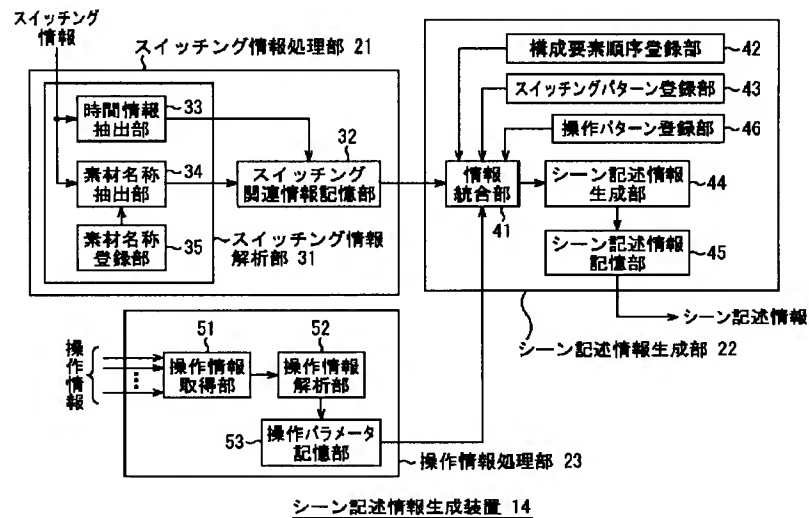 スイッチング
情報
スイッチング情報処理部 21
時間情報
抽出部
33
素材名称
抽出部
34
素材名称
登録部
35
スイッチング
関連情報記憶部
32
スイッチング情報
解析部 31
構成要素順序登録部
42
スイッチングパターン登録部
43
操作パターン登録部
46
情報
統合部
41
シーン記述情報
生成部
44
シーン記述情報
記憶部
45
シーン記述情報
シーン記述情報生成部 22
操作情報
操作情報
取得部
51
操作情報
解析部
52
操作パラメータ
記憶部
53
操作情報処理部 23
シーン記述情報生成装置 14